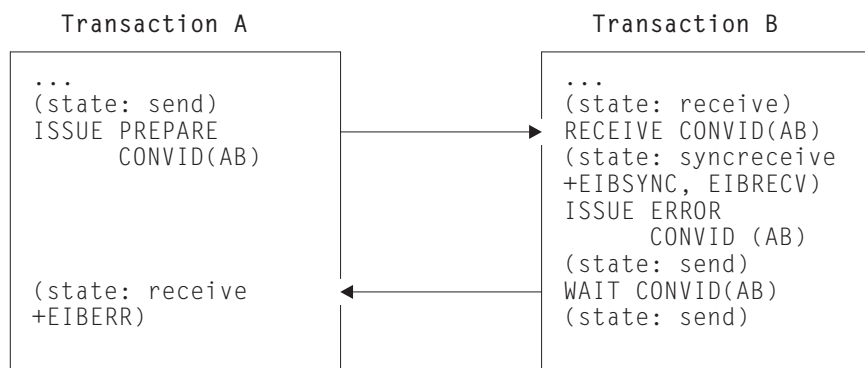 Transaction A
Transaction B
...
(state: send)
ISSUE PREPARE
CONVID(AB)
(state: receive
+EIBERR)
...
(state: receive)
RECEIVE CONVID(AB)
(state: syncreceive
+EIBSYNC, EIBRECV)
ISSUE ERROR
CONVID (AB)
(state: send)
WAIT CONVID(AB)
(state: send)